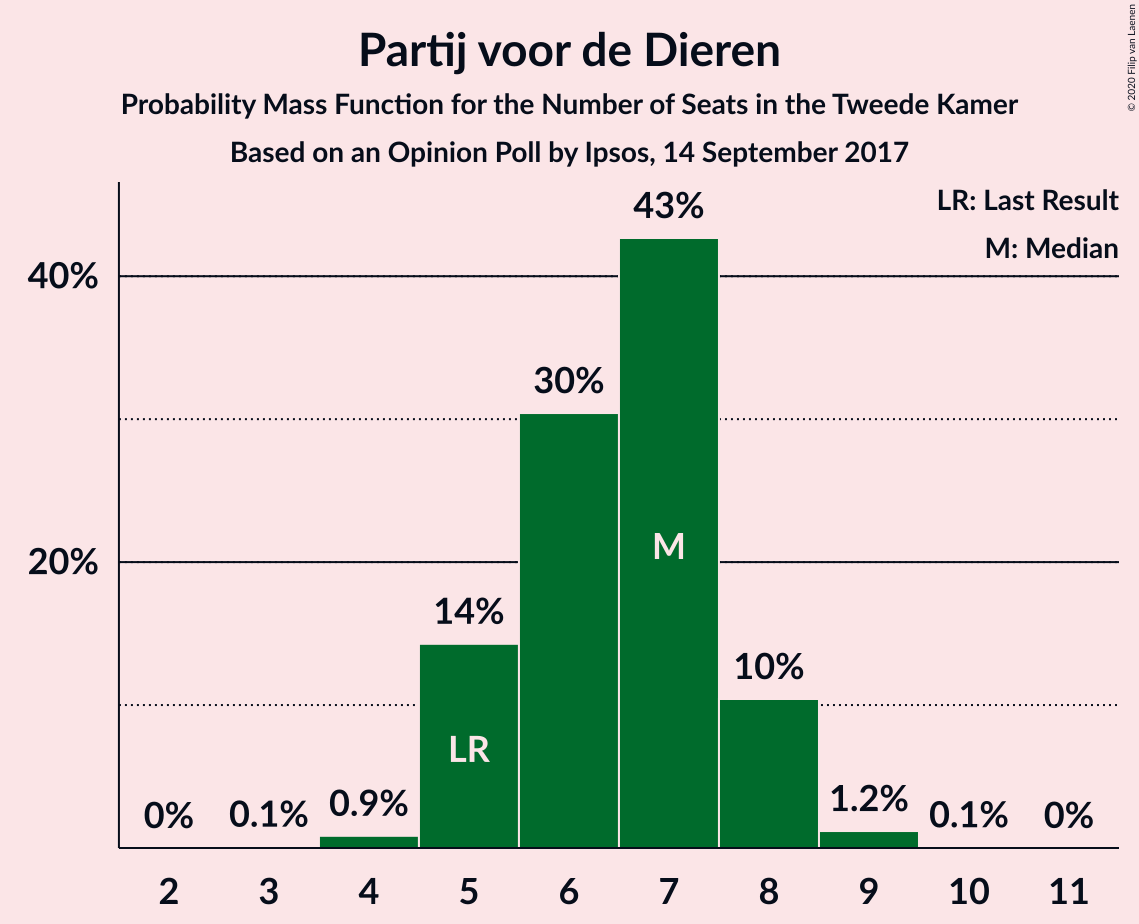 Partij voor de Dieren
Probability Mass Function for the Number of Seats in the Tweede Kamer
Based on an Opinion Poll by Ipsos, 14 September 2017
© 2020 Filip van Laenen
LR: Last Result
M: Median
43%
40%
30%
M
20%
14%
10%
LR
0%
0.1%
0.9%
1.2%
0.1%
0%
2 3 4 5 6 7 8 9 10 11